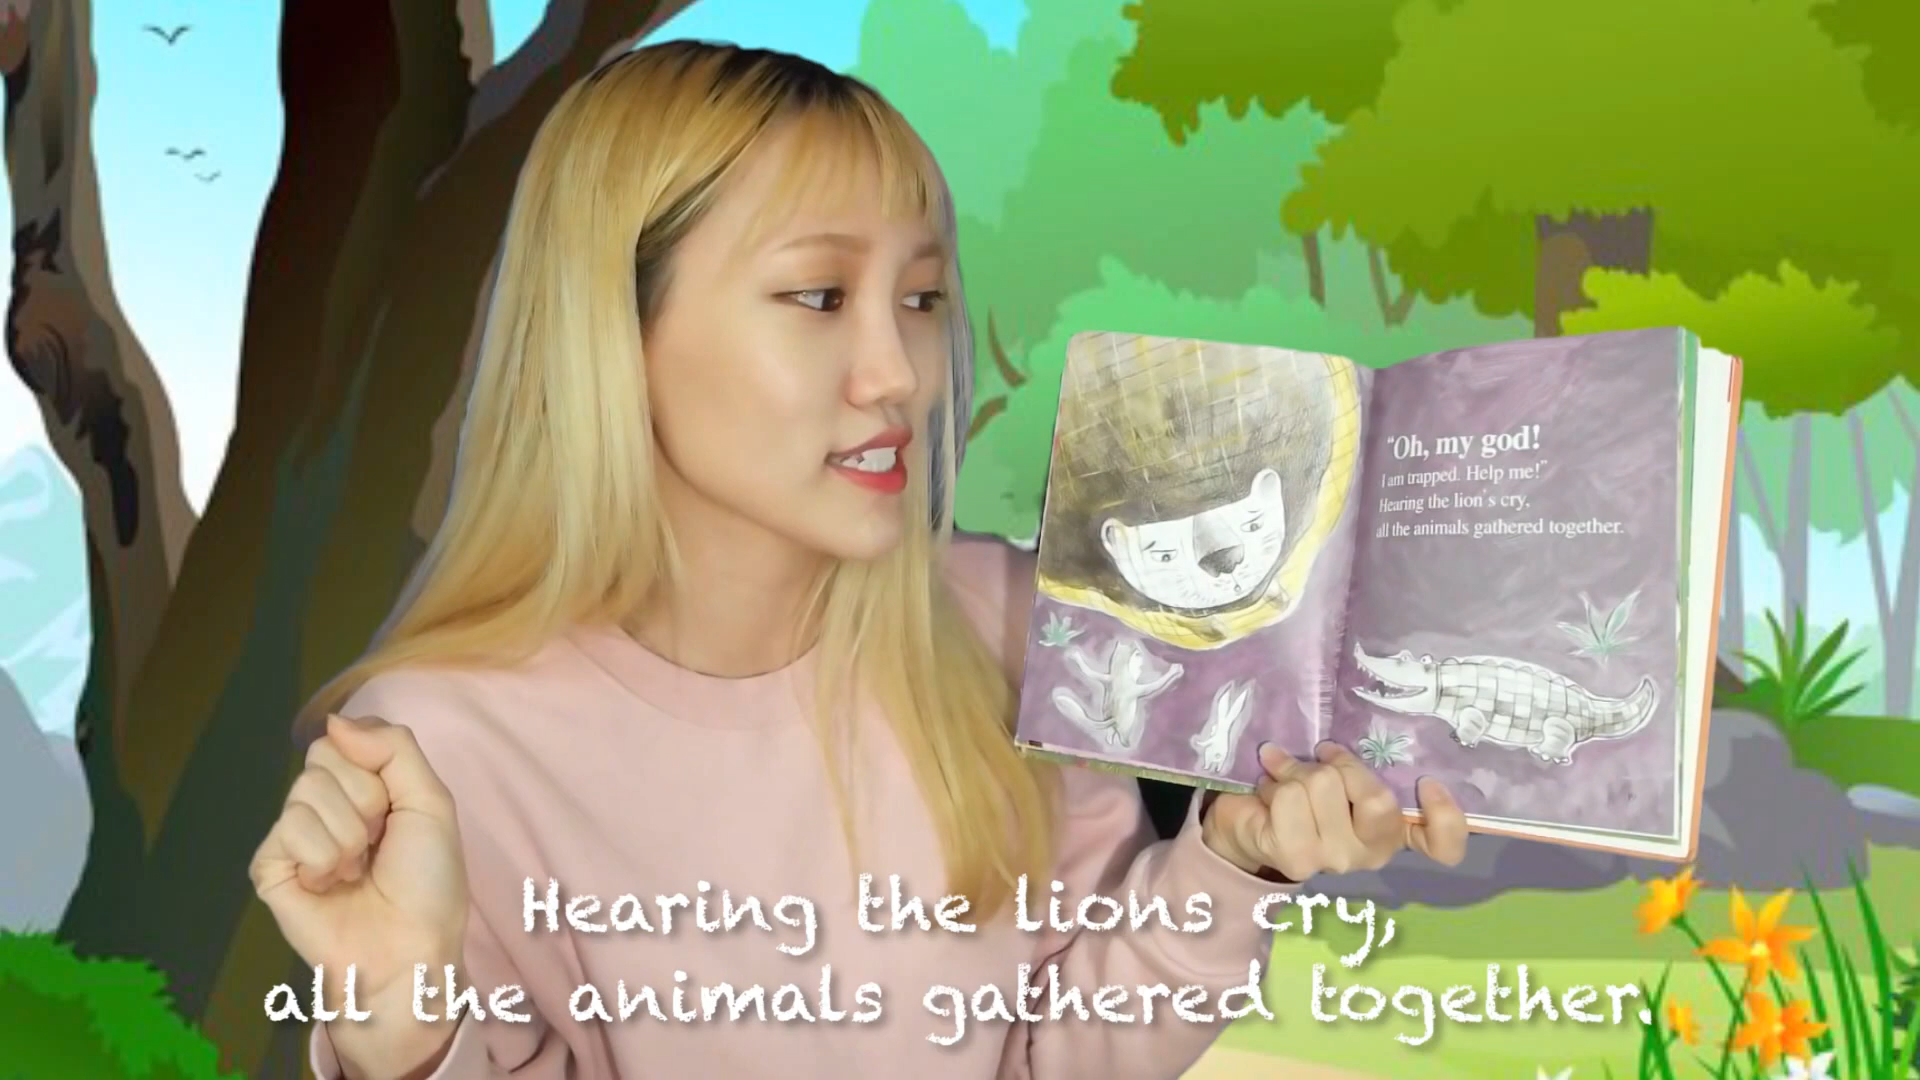 “Oh, my god!
I am trapped. Help me!”
Hearing the lion's cry,
all the animals gathered together.
Hearing the lions cry,
all the animals gathered together.